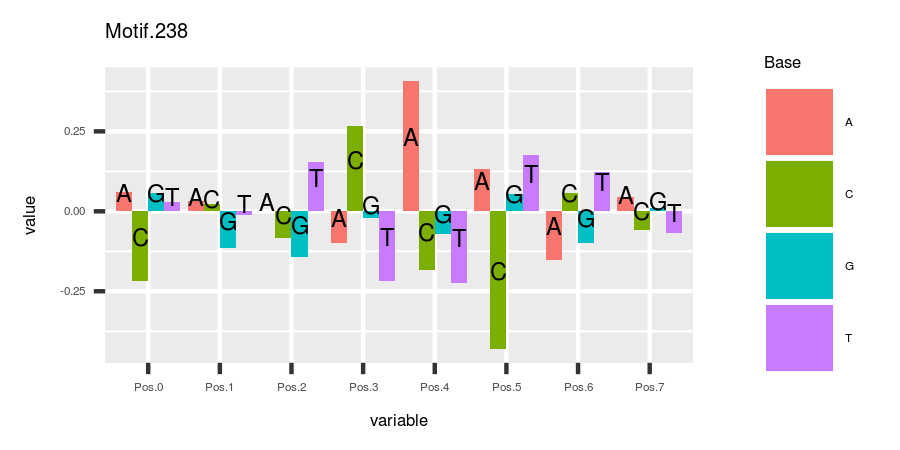 Motif.238
Base
A
C
G
T
value
0.25
0.00
-0.25
A C G T A C G T A C G T A C G T A C G T A C G T A C G T A C G T
Pos.0 Pos.1 Pos.2 Pos.3 Pos.4 Pos.5 Pos.6 Pos.7
variable